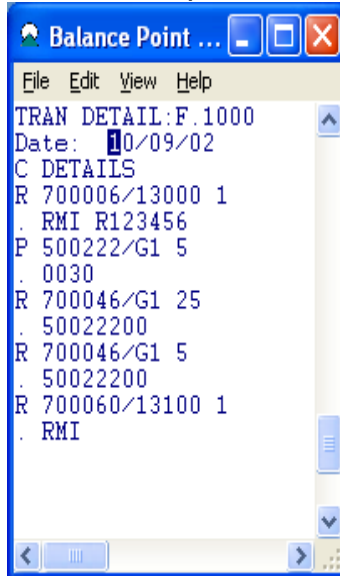 Balance Point ...
File Edit View Help
TRAN DETAIL:F.1000
Date: 10/09/02
C DETAILS
R 700006/13000 1
. RMI R123456
P 500222/G1 5
. 0030
R 700046/G1 25
. 50022200
R 700046/G1 5
. 50022200
R 700060/13100 1
. RMI